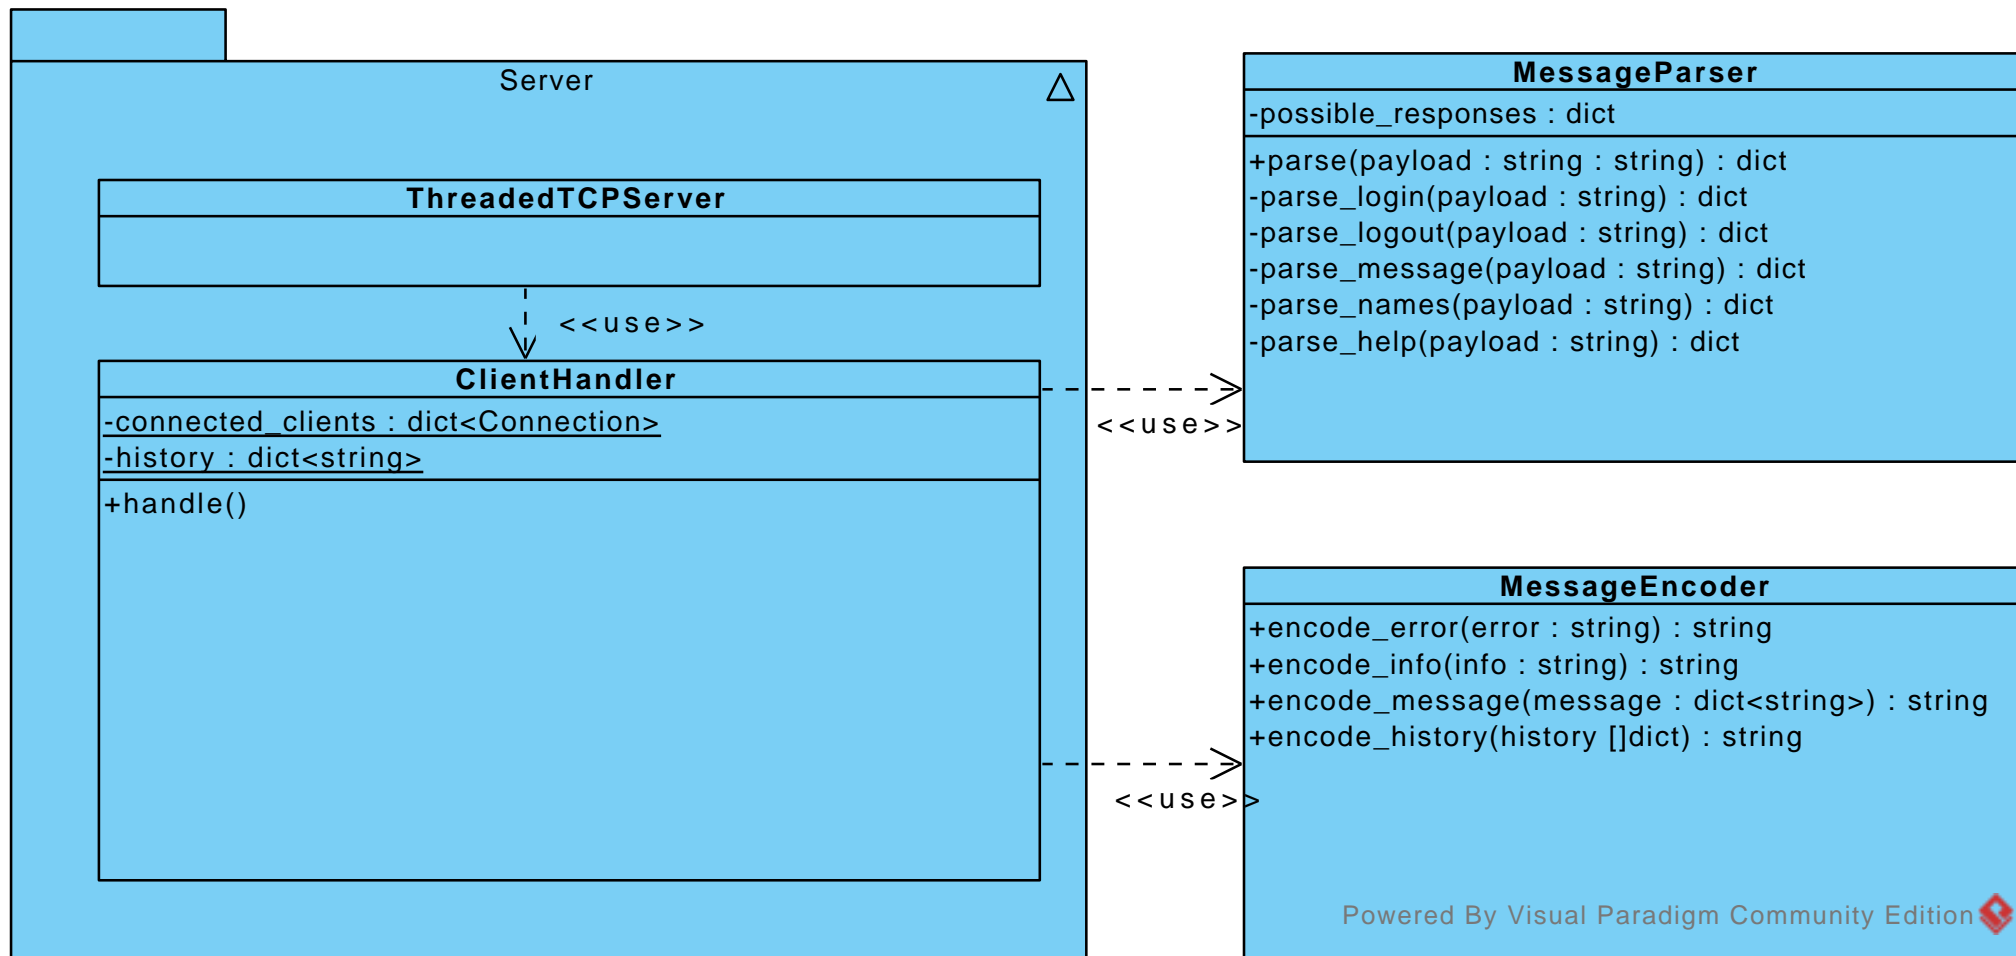 Server
ThreadedTCPServer
<<use>>
ClientHandler
-connected_clients : dict<Connection>
-history : dict<string>
+handle()
<<use>>
<<use>>
MessageParser
-possible_responses : dict
+parse(payload : string : string) : dict
-parse_login(payload : string) : dict
-parse_logout(payload : string) : dict
-parse_message(payload : string) : dict
-parse_names(payload : string) : dict
-parse_help(payload : string) : dict
MessageEncoder
+encode_error(error : string) : string
+encode_info(info : string) : string
+encode_message(message : dict<string>) : string
+encode_history(history []dict) : string
Powered By Visual Paradigm Community Edition